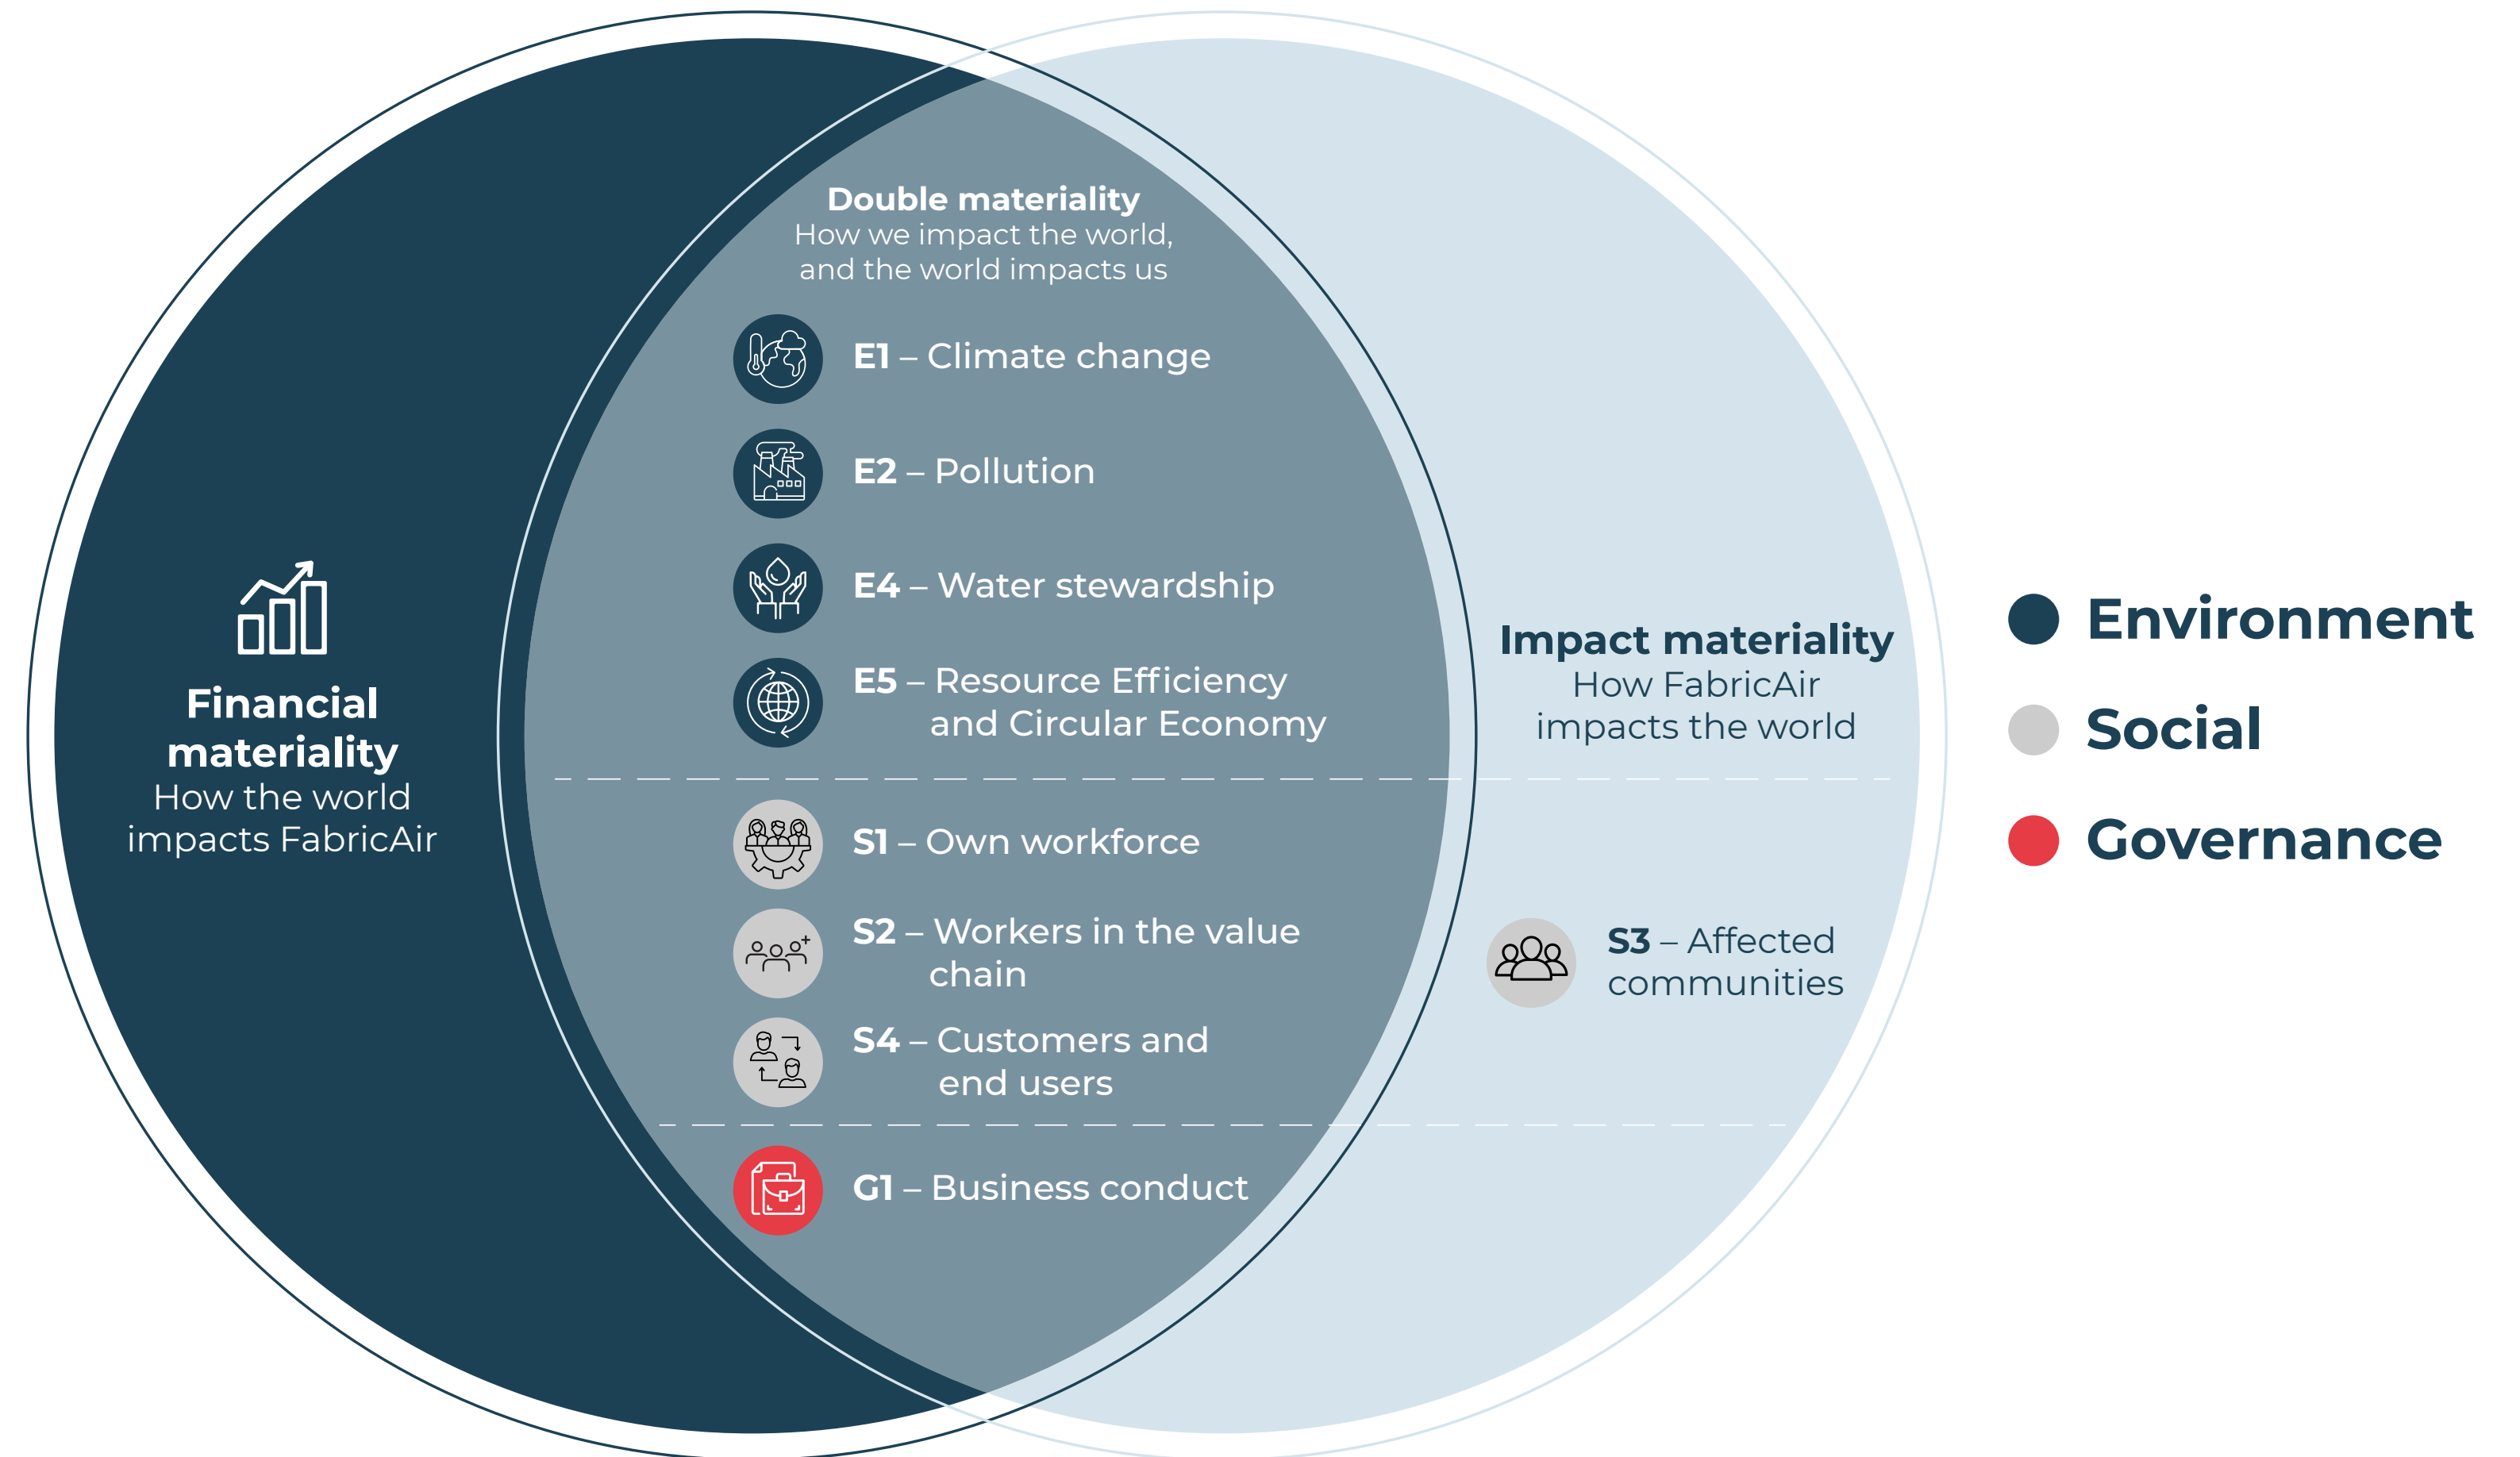 Financial
materiality
How the world
impacts FabricAir
Double materiality
How we impact the world,
and the world impacts us
E1 – Climate change
E2 – Pollution
E4 – Water stewardship
E5 – Resource Efficiency
and Circular Economy
S1 – Own workforce
S2 – Workers in the value
chain
S4 – Customers and
end users
G1 – Business conduct
Impact materiality
How FabricAir
impacts the world
S3 – Affected
communities
Environment
Social
Governance